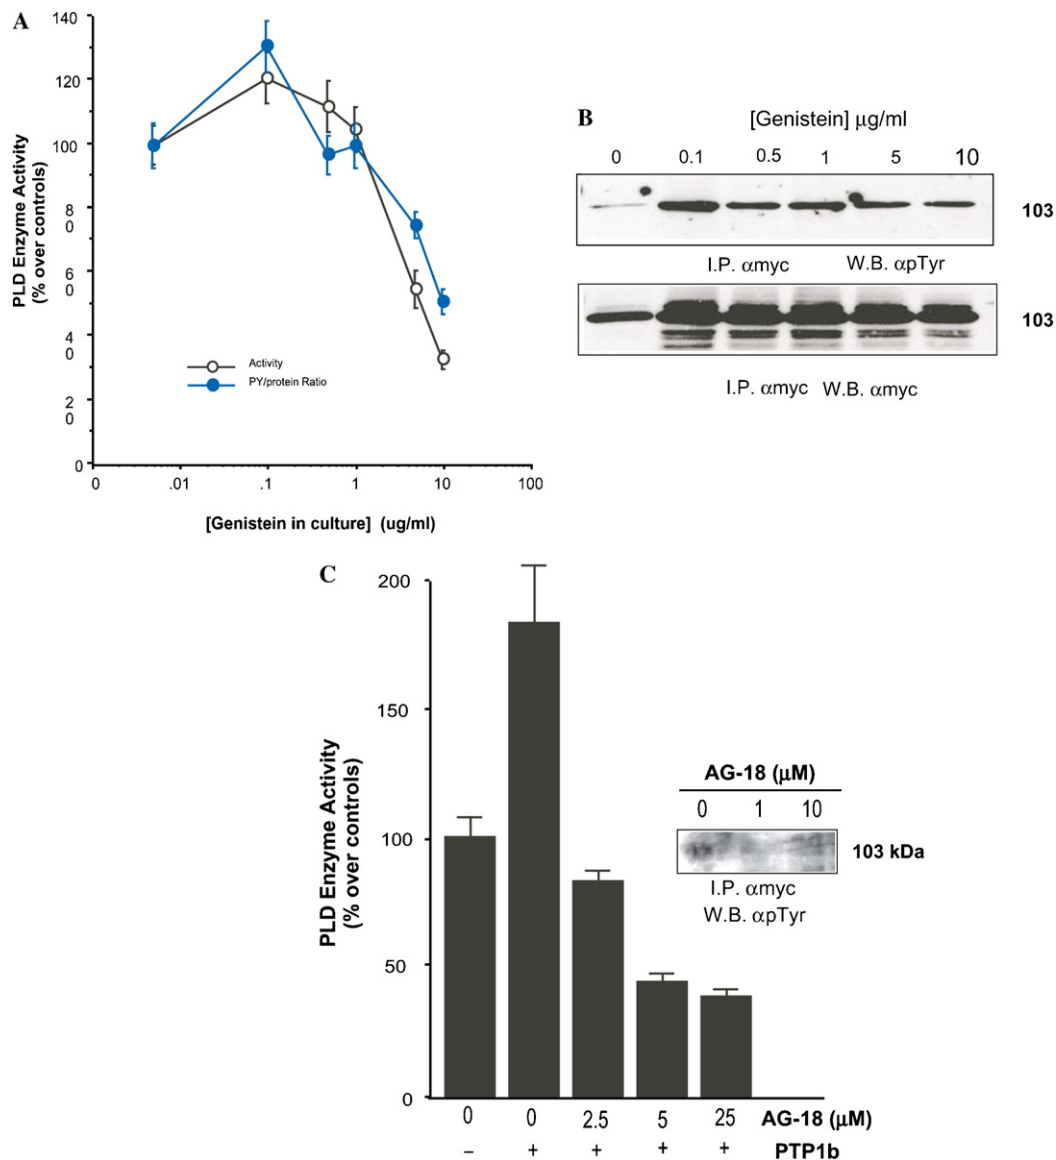 A
PLD Enzyme Activity
(% over controls)
140
120
100
8
0
6
0
4
0
2
0
0
Activity
PY/protein Ratio
0 .01 .1 1 10 100
[Genistein in culture] (ug/ml)
B
[Genistein] μg/ml
0 0.1 0.5 1 5 10
103
I.P. αmyc W.B. αpTyr
103
I.P. αmyc W.B. αmyc
C
PLD Enzyme Activity
(% over controls)
200
150
100
50
0
AG-18 (μM)
0 1 10
103 kDa
I.P. αmyc
W.B. αpTyr
0 0 2.5 5 25 AG-18 (μM)
– + + + + PTP1b